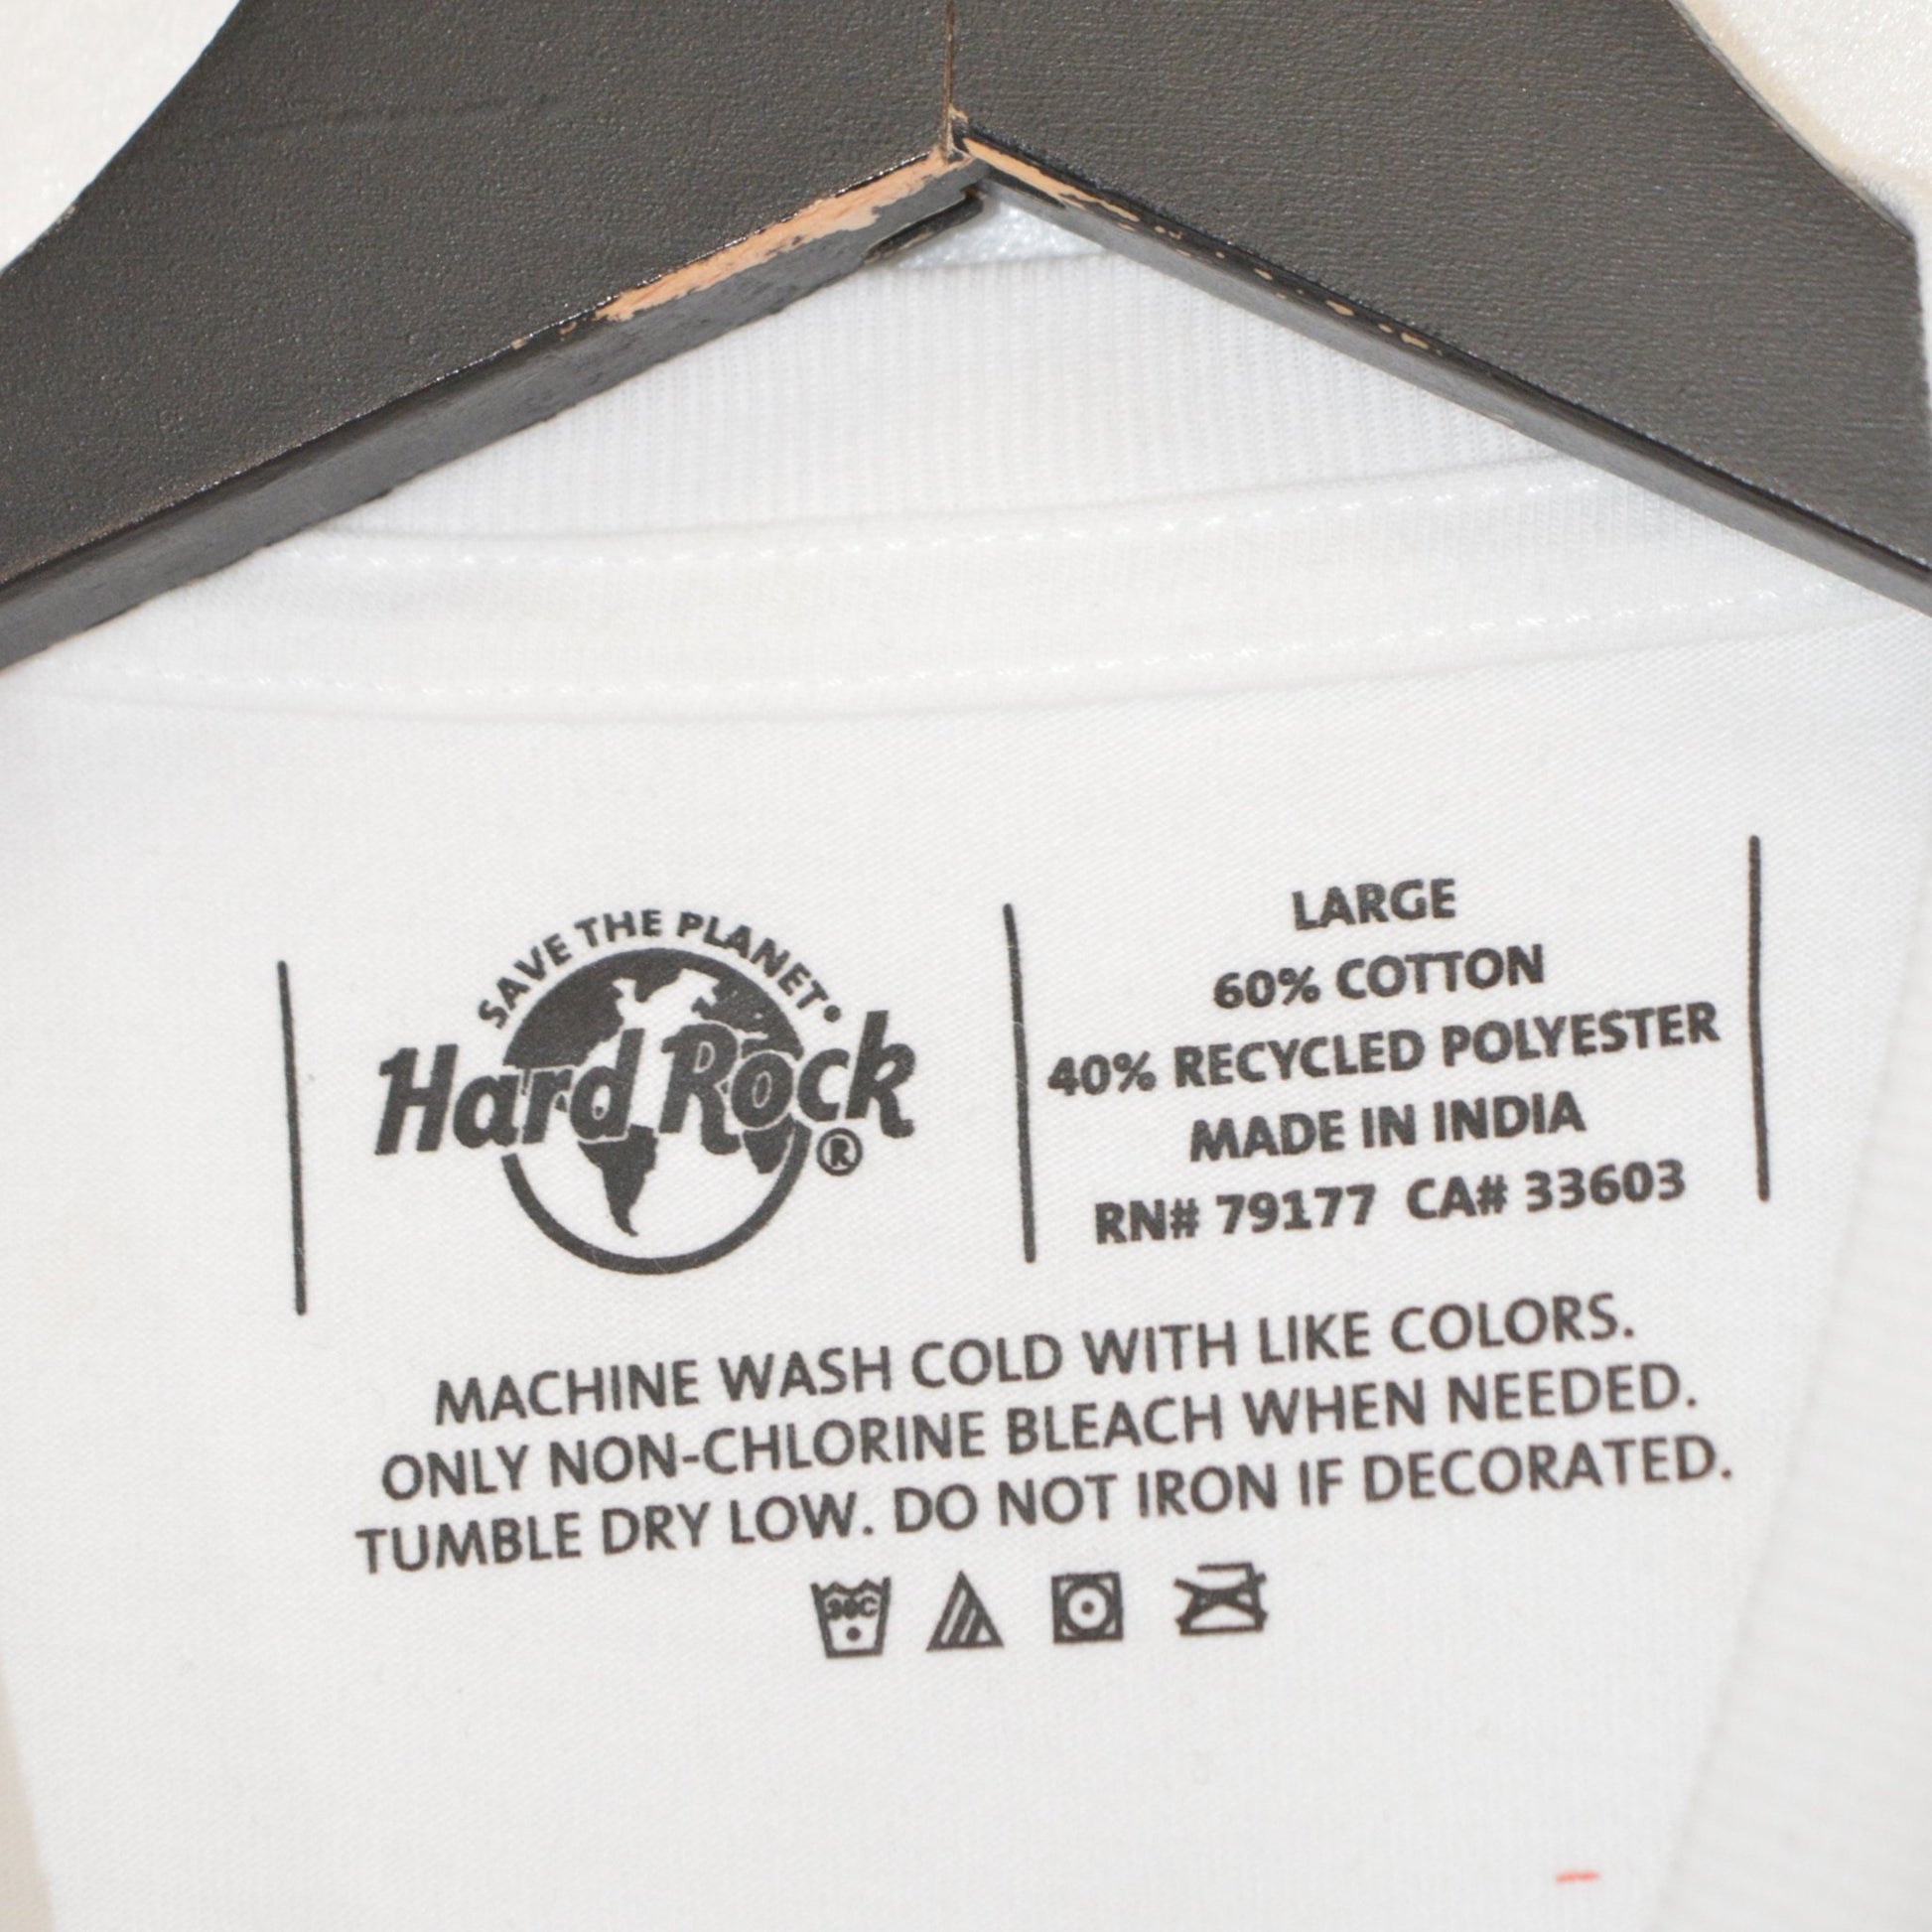 SAVE THE PLANET
Hard Rock
®
LARGE
60% COTTON
40% RECYCLED POLYESTER
MADE IN INDIA
RN# 79177 CA# 33603
MACHINE WASH COLD WITH LIKE COLORS.
ONLY NON-CHLORINE BLEACH WHEN NEEDED.
TUMBLE DRY LOW. DO NOT IRON IF DECORATED.
30C